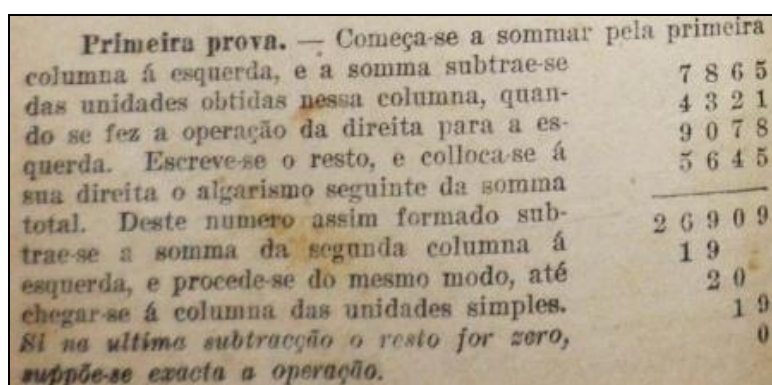 Primeira prova. — Começa-se a sommar pela primeira
columna á esquerda, e a somma subtrae-se
das unidades obtidas nessa columna, quan-
do se fez a operação da direita para a es-
querda. Escreve-se o resto, e colloca-se á
sua direita o algarismo seguinte da somma
total. Deste numero assim formado sub-
trae-se a somma da segunda columna á
esquerda, e procede-se do mesmo modo, até
chegar-se á columna das unidades simples.
Si na ultima subtracção o resto for zero,
suppõe-se exacta a operação.
7 8 6 5
4 3 2 1
9 0 7 8
5 6 4 5
2 6 9 0 9
1 9
2 0
1 9
0